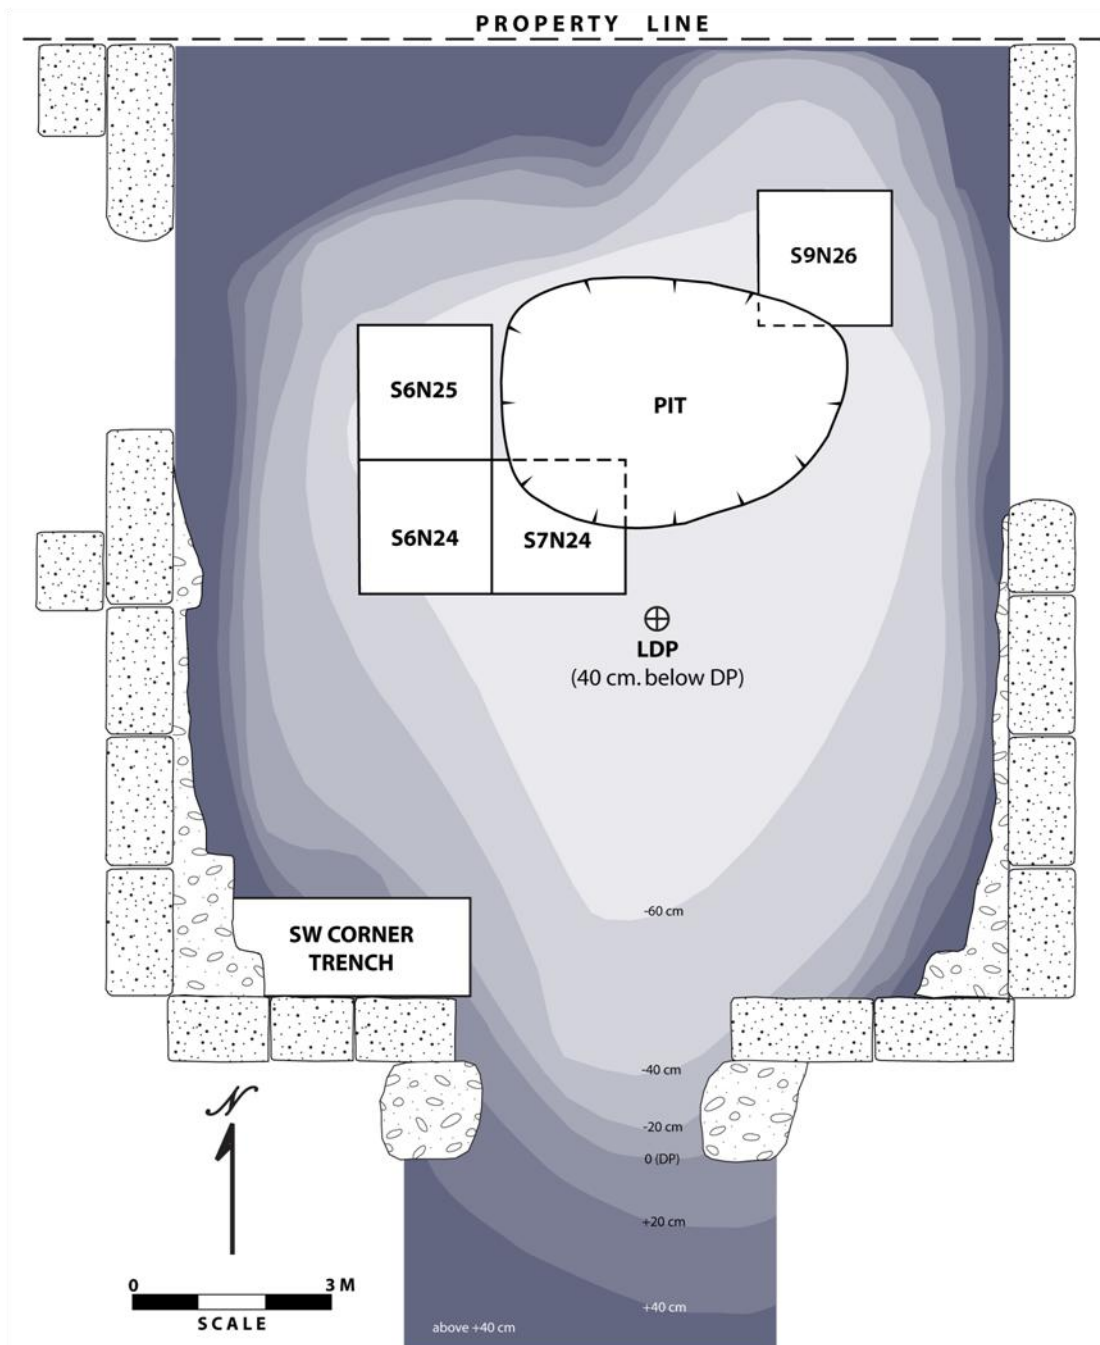 PROPERTY LINE
S9N26
S6N25
PIT
S6N24
S7N24
LDP
(40 cm. below DP)
-60 cm
SW CORNER
TRENCH
-40 cm
N
-20 cm
0 (DP)
+20 cm
0 3 M
SCALE
+40 cm
above +40 cm